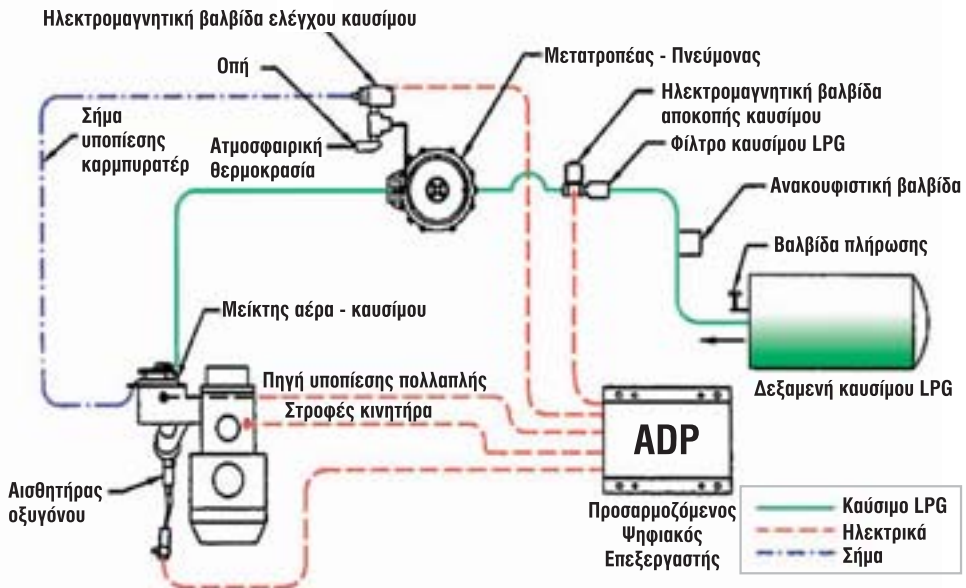 Ηλεκτρομαγνητική βαλβίδα ελέγχου καυσίμου
Οπή
Μετατροπέας - Πνεύμονας
Ηλεκτρομαγνητική βαλβίδα
αποκοπής καυσίμου
Σήμα
υποπίεσης
καρμπυρατέρ
Ατμοσφαιρική
θερμοκρασία
Φίλτρο καυσίμου LPG
Ανακουφιστική βαλβίδα
Βαλβίδα πλήρωσης
Μείκτης αέρα - καυσίμου
Πηγή υποπίεσης πολλαπλής
Στροφές κινητήρα
Δεξαμενή καυσίμου LPG
ADP
Αισθητήρας
οξυγόνου
Προσαρμοζόμενος
Ψηφιακός
Επεξεργαστής
Καύσιμο LPG
Ηλεκτρικά
Σήμα